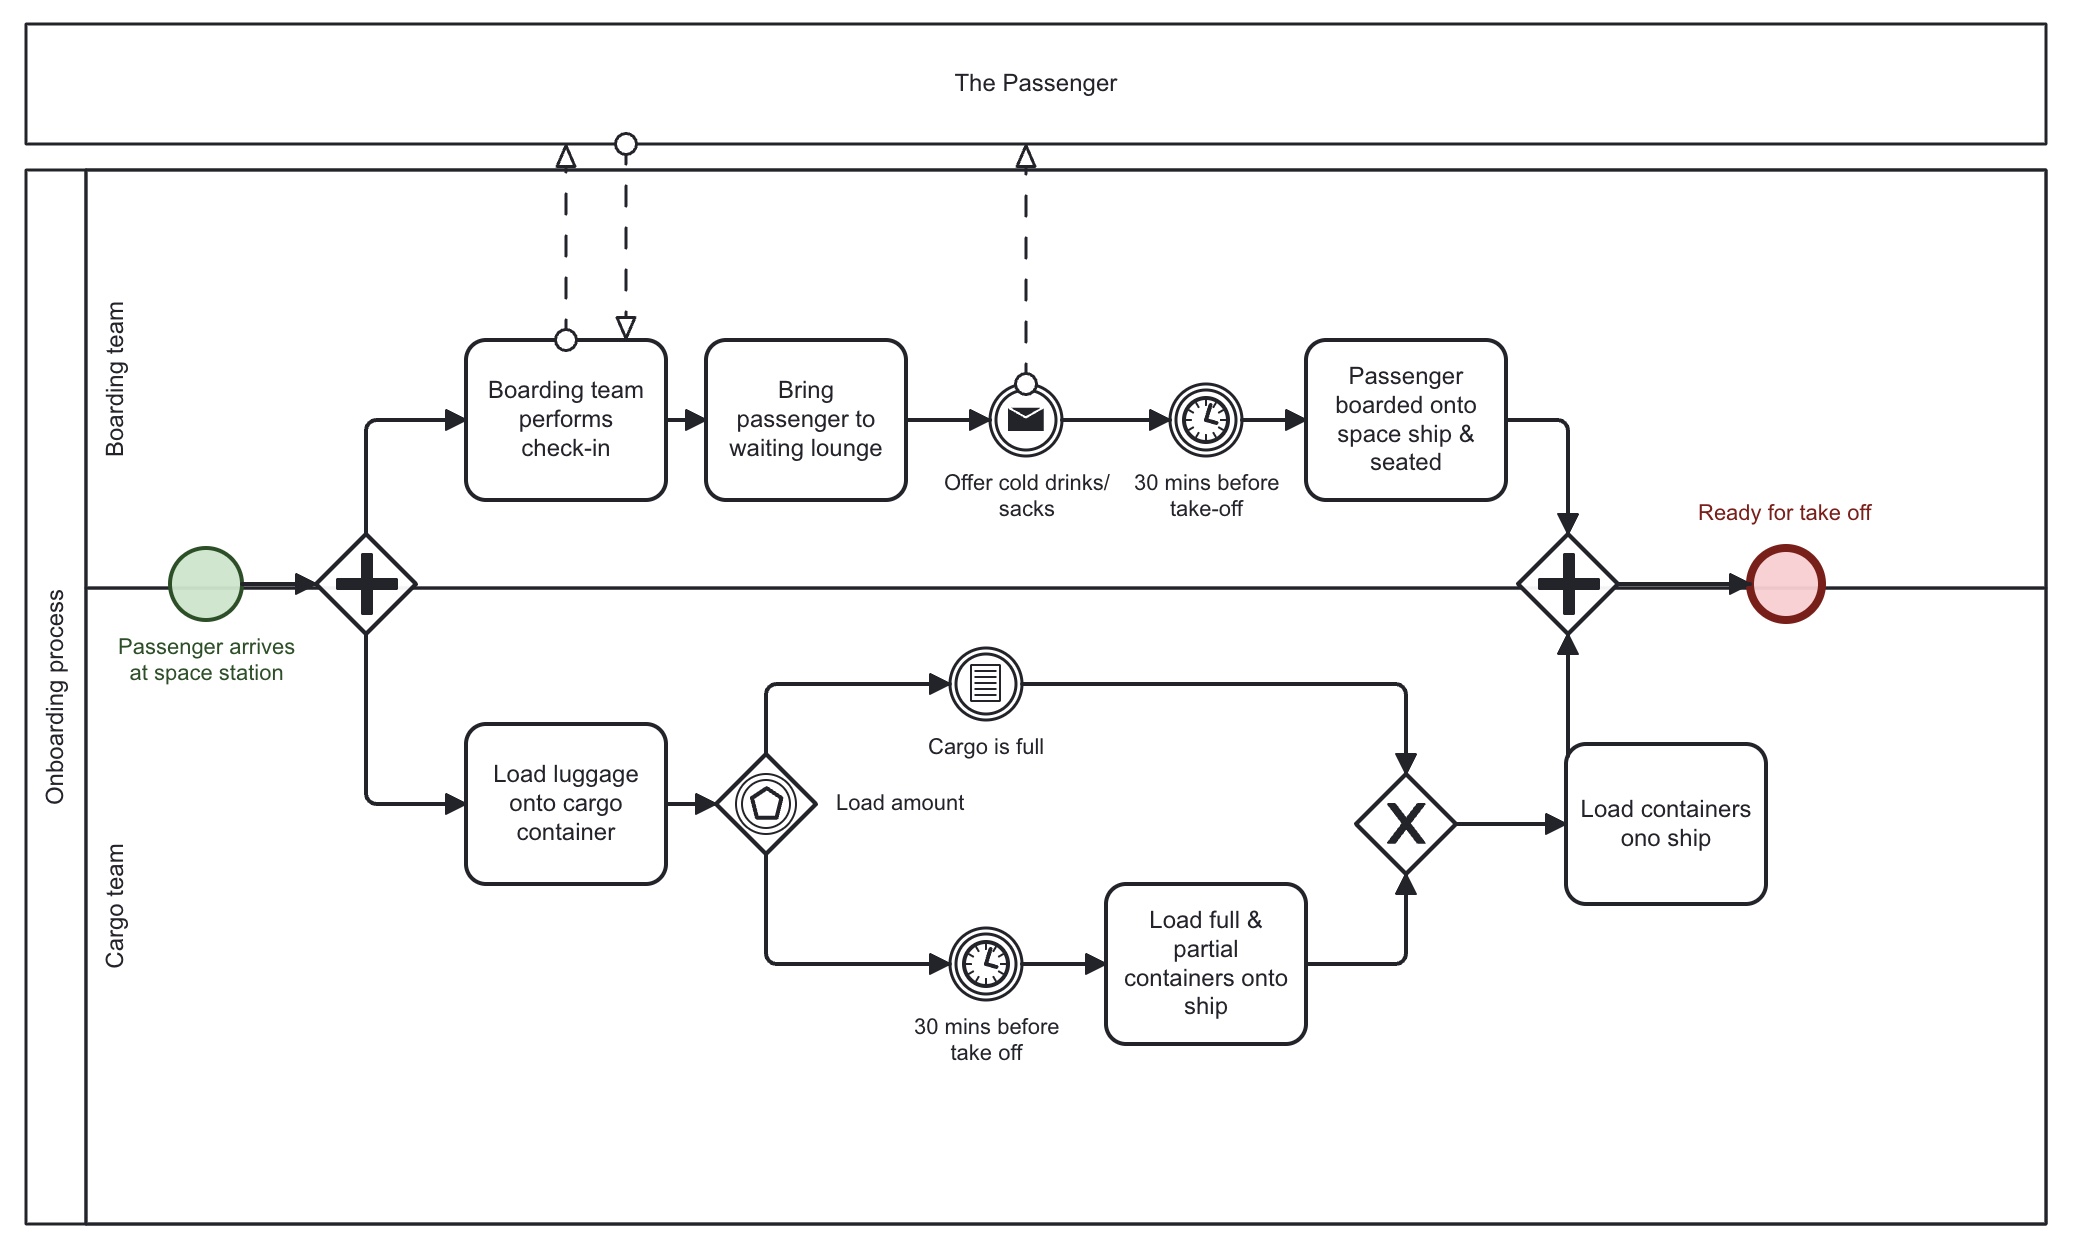 The Passenger
Onboarding process
Boarding team
Boarding team
performs
check-in
Bring
passenger to
waiting lounge
Offer cold drinks/
sacks
30 mins before
take-off
Passenger
boarded onto
space ship &
seated
Ready for take off
Passenger arrives
at space station
Cargo team
Load luggage
onto cargo
container
Load amount
Cargo is full
30 mins before
take off
Load full &
partial
containers onto
ship
Load containers
ono ship